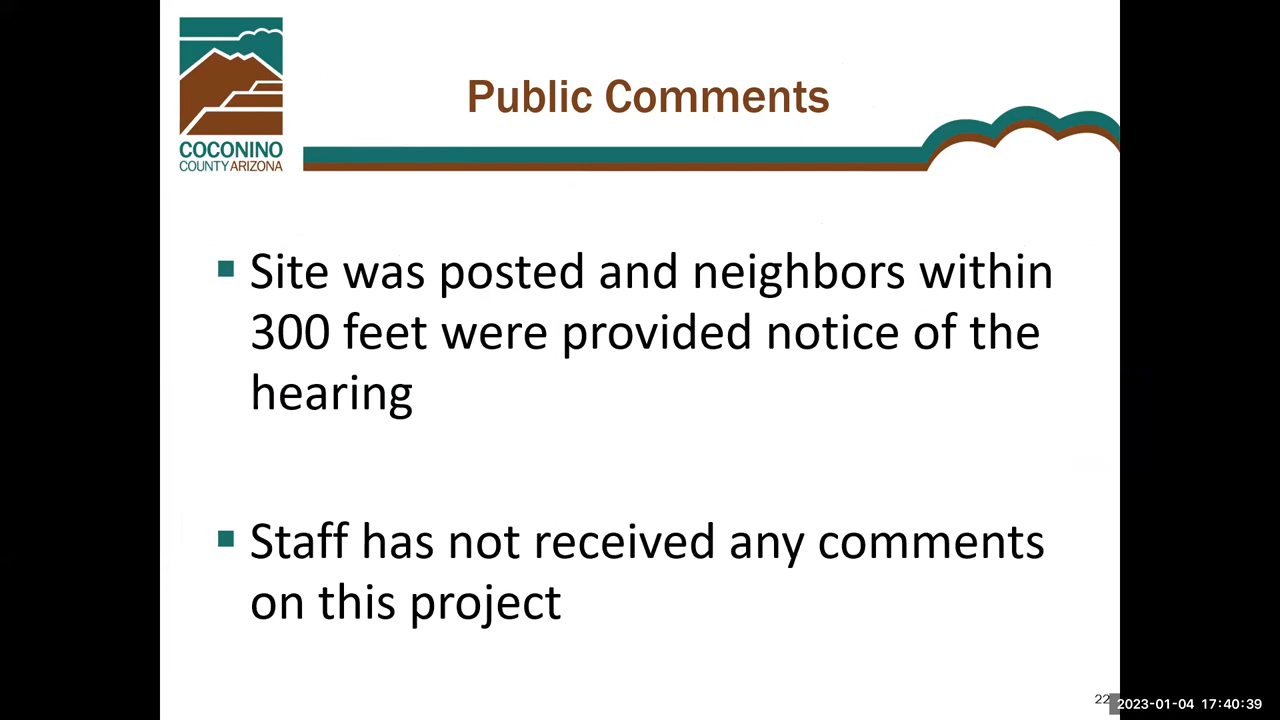 Public Comments
COCONINO
COUNTY ARIZONA
Site was posted and neighbors within
300 feet were provided notice of the
hearing
Staff has not received any comments
on this project
22
2023-01-04 17:40:39